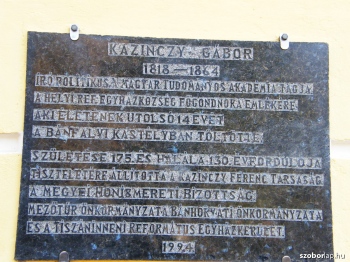 KAZINCZY GÁBOR
1818 — 1864
ÍRÓ, POLITIKUS, A MAGYAR TUDOMÁNYOS AKADÉMIA TAGJA
A HELYI REF. EGYHÁZKÖZSÉG FŐGONDNOKA EMLÉKÉRE
AKI ÉLETÉNEK UTOLSÓ 14 ÉVÉT
A BÁNFALVI KASTÉLYBAN TÖLTÖTTE.
SZÜLETÉSE 175. ÉS HALÁLA 130. ÉVFORDULÓJA
TISZTELETÉRE ÁLLÍTOTTA A KAZINCZY FERENC TÁRSASÁG
A MEGYEI HONISMERETI BIZOTTSÁG
MEZŐTÚR ÖNKORMÁNYZATA BÁNHORVÁTI ÖNKORMÁNYZATA
ÉS A TISZÁNINNENI REFORMÁTUS EGYHÁZKERÜLET.
1994.
szoborlap.hu